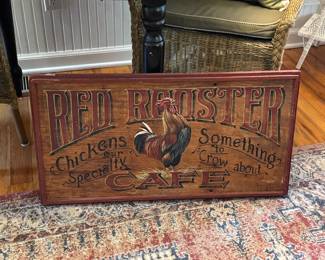 RED ROOSTER
"Chickens
our
Specialty"
"Something
to
Crow about"
CAFE